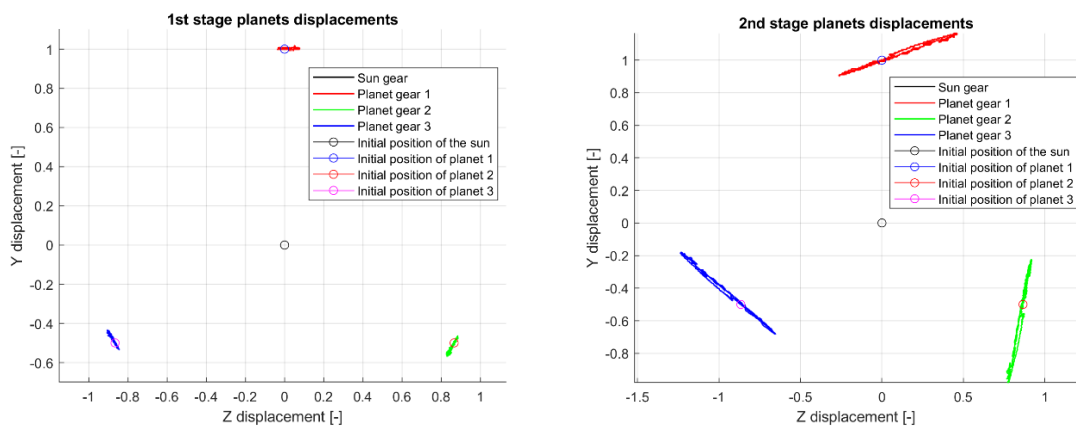 1st stage planets displacements
1
0.8
0.6
0.4
0.2
0
-0.2
-0.4
-0.6
Y displacement [-]
Sun gear
Planet gear 1
Planet gear 2
Planet gear 3
Initial position of the sun
Initial position of planet 1
Initial position of planet 2
Initial position of planet 3
-1 -0.8 -0.6 -0.4 -0.2 0 0.2 0.4 0.6 0.8 1
Z displacement [-]
2nd stage planets displacements
1
0.8
0.6
0.4
0.2
0
-0.2
-0.4
-0.6
-0.8
Y displacement [-]
Sun gear
Planet gear 1
Planet gear 2
Planet gear 3
Initial position of the sun
Initial position of planet 1
Initial position of planet 2
Initial position of planet 3
-1.5 -1 -0.5 0 0.5 1
Z displacement [-]